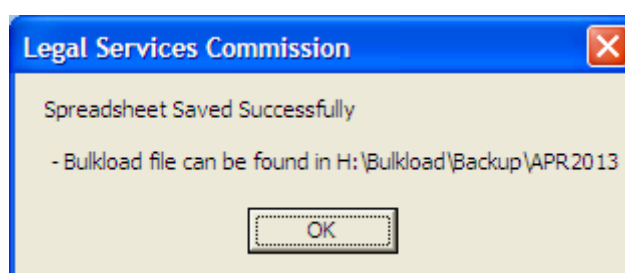 Legal Services Commission
Spreadsheet Saved Successfully
- Bulkload file can be found in H:\Bulkload\Backup\APR2013
OK